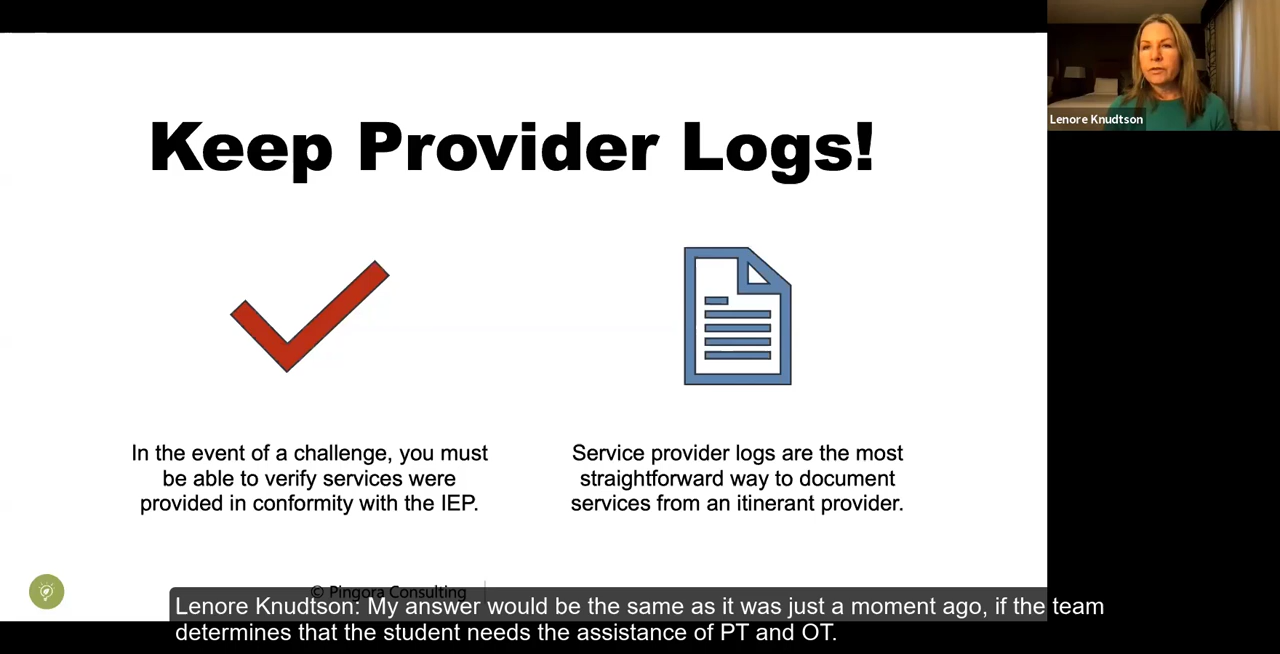 Lenore Knudtson
Keep Provider Logs!
In the event of a challenge, you must
be able to verify services were
provided in conformity with the IEP.
Service provider logs are the most
straightforward way to document
services from an itinerant provider.
© Pingora Consulting
Lenore Knudtson: My answer would be the same as it was just a moment ago, if the team
determines that the student needs the assistance of PT and OT.